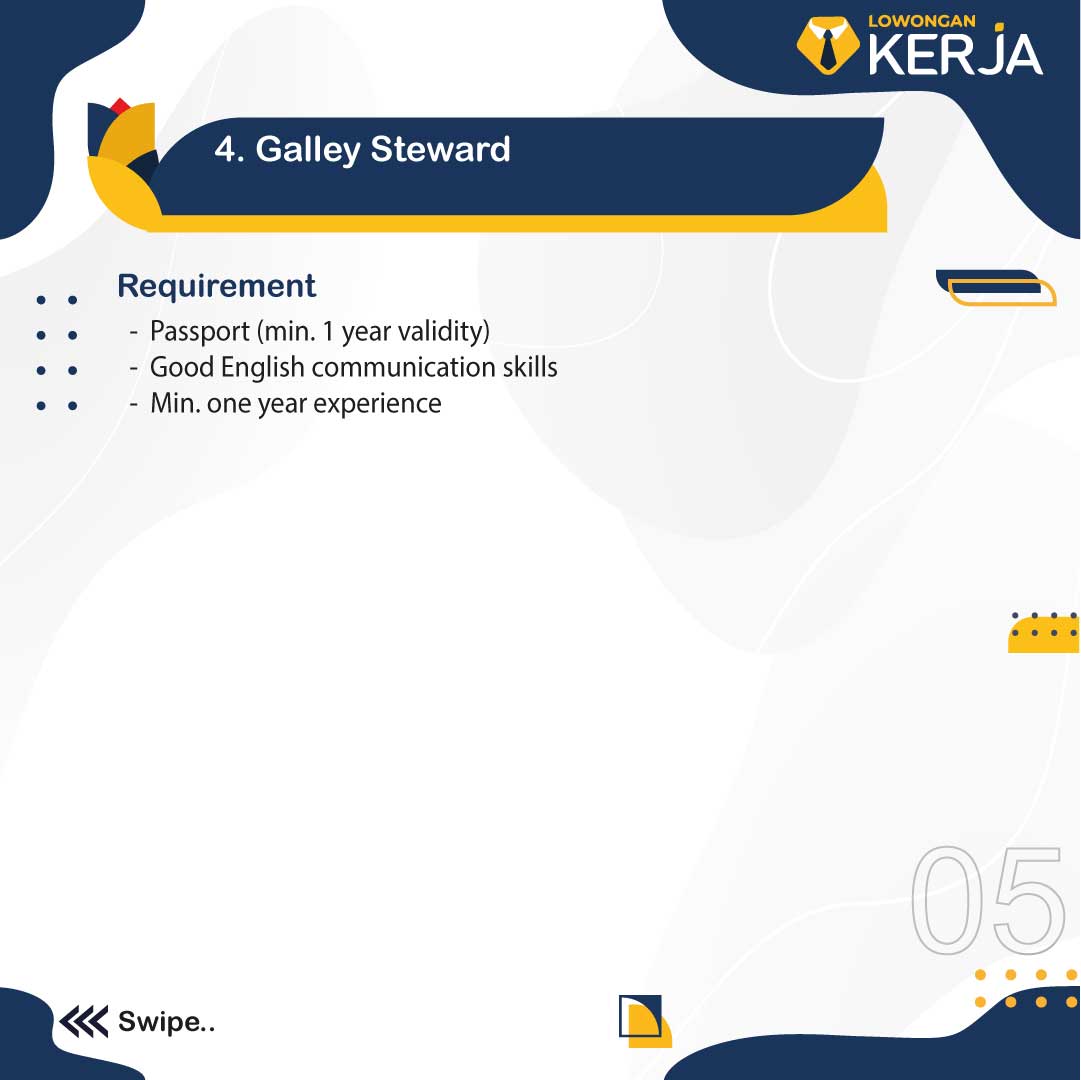 LOWONGAN
KERJA
4. Galley Steward
Requirement
- Passport (min. 1 year validity)
- Good English communication skills
- Min. one year experience
05
Swipe..